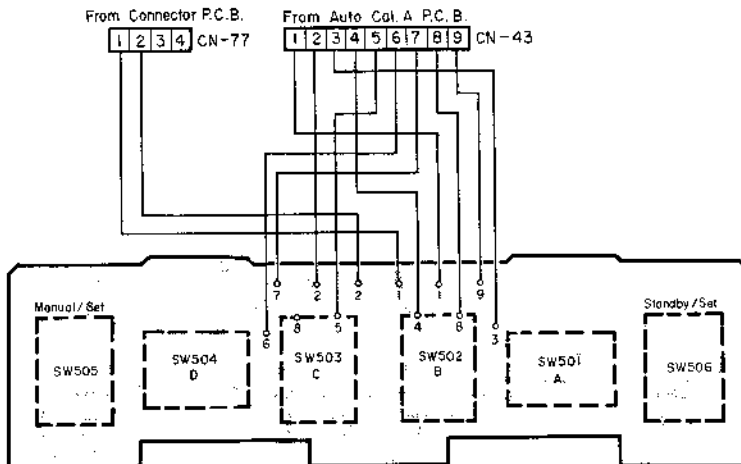 From Connector P.C.B.
1 2 3 4 CN-77
From Auto Cal. A P.C.B.
1 2 3 4 5 6 7 8 9 CN-43
7 2 2 1 1 9
Manual/Set
Standby/Set
6 8 5 4 8 3
SW505
SW504
D
SW503
C
SW502
B
SW501
A
SW506